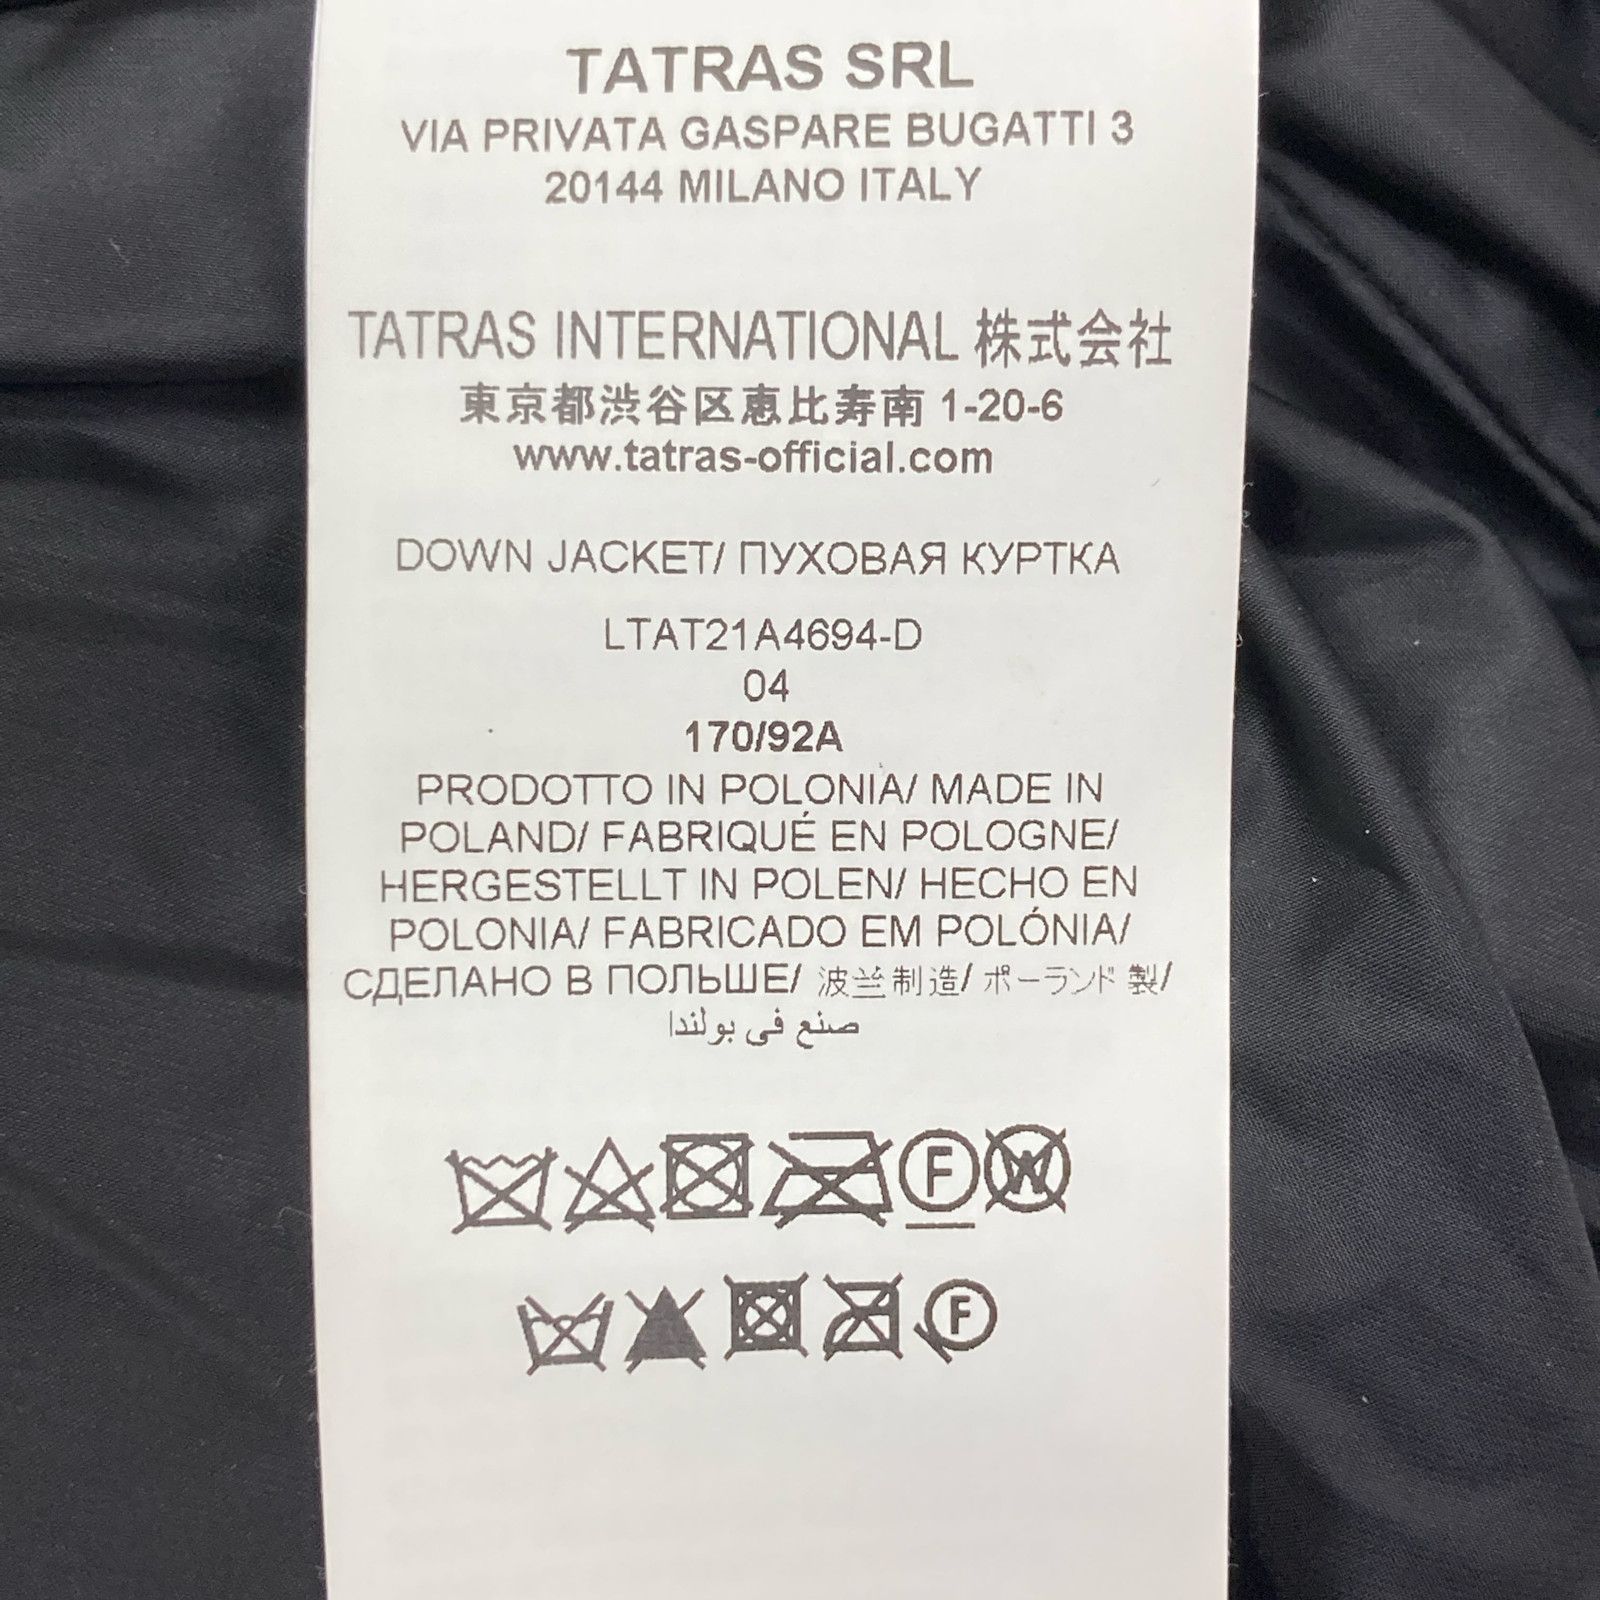 TATRAS SRL
VIA PRIVATA GASPARE BUGATTI 3
20144 MILANO ITALY
TATRAS INTERNATIONAL 株式会社
東京都渋谷区恵比寿南 1-20-6
www.tatras-official.com
DOWN JACKET/ ПУХОВАЯ КУРТКА
LTAT21A4694-D
04
170/92A
PRODOTTO IN POLONIA/ MADE IN
POLAND/ FABRIQUÉ EN POLOGNE/
HERGESTELLT IN POLEN/ HECHO EN
POLONIA/ FABRICADO EM POLÓNIA/
СДЕЛАНО В ПОЛЬШЕ/ 波兰制造/ ポーランド 製/
صنع في بولندا
F W
F